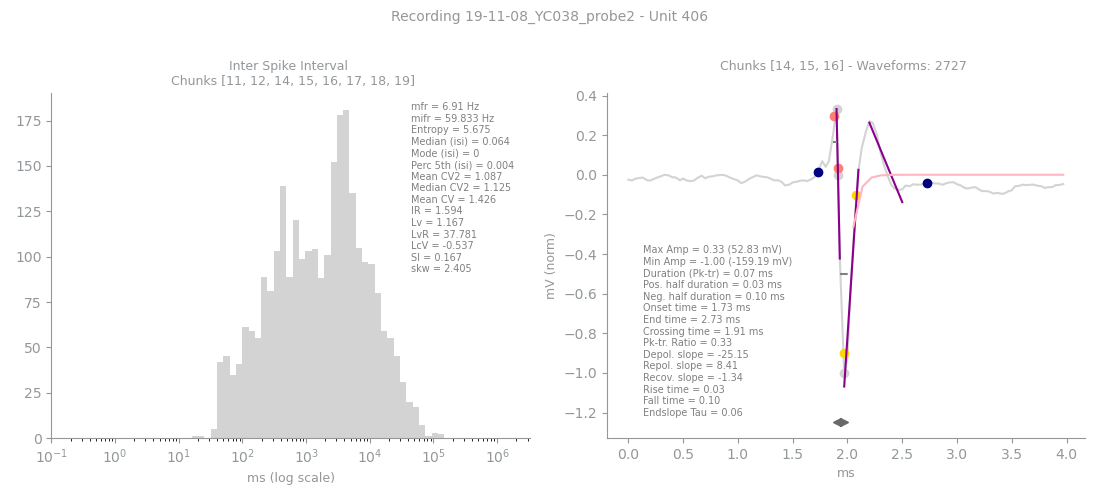 Recording 19-11-08_YC038_probe2 - Unit 406
Inter Spike Interval
Chunks [11, 12, 14, 15, 16, 17, 18, 19]
175
150
125
100
75
50
25
0
mfr = 6.91 Hz
mifr = 59.833 Hz
Entropy = 5.675
Median (isi) = 0.064
Mode (isi) = 0
Perc 5th (isi) = 0.004
Mean CV2 = 1.087
Median CV2 = 1.125
Mean CV = 1.426
IR = 1.594
Lv = 1.167
LvR = 37.781
LcV = -0.537
SI = 0.167
skw = 2.405
10⁻¹ 10⁰ 10¹ 10² 10³ 10⁴ 10⁵ 10⁶
ms (log scale)
Chunks [14, 15, 16] - Waveforms: 2727
mV (norm)
0.4
0.2
0.0
−0.2
−0.4
−0.6
−0.8
−1.0
−1.2
Max Amp = 0.33 (52.83 mV)
Min Amp = -1.00 (-159.19 mV)
Duration (Pk-tr) = 0.07 ms
Pos. half duration = 0.03 ms
Neg. half duration = 0.10 ms
Onset time = 1.73 ms
End time = 2.73 ms
Crossing time = 1.91 ms
Pk-tr. Ratio = 0.33
Depol. slope = -25.15
Repol. slope = 8.41
Recov. slope = -1.34
Rise time = 0.03
Fall time = 0.10
Endslope Tau = 0.06
0.0 0.5 1.0 1.5 2.0 2.5 3.0 3.5 4.0
ms